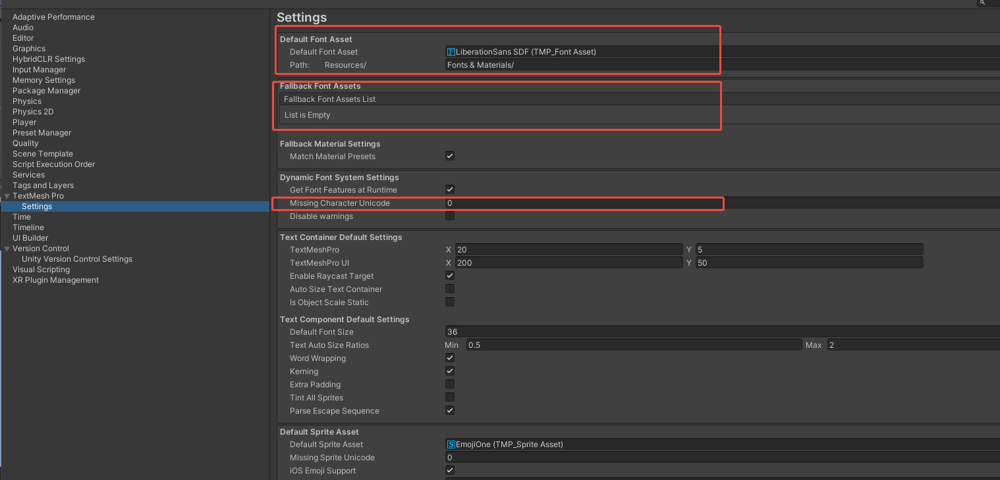 Adaptive Performance
Audio
Editor
Graphics
HybridCLR Settings
Input Manager
Memory Settings
Package Manager
Physics
Physics 2D
Player
Preset Manager
Quality
Scene Template
Script Execution Order
Services
Tags and Layers
TextMesh Pro
Settings
Time
Timeline
UI Builder
Version Control
Unity Version Control Settings
Visual Scripting
XR Plugin Management
Settings
Default Font Asset
Default Font Asset F LiberationSans SDF (TMP_Font Asset)
Path: Resources/ Fonts & Materials/
Fallback Font Assets
Fallback Font Assets List
List is Empty
Fallback Material Settings
Match Material Presets
Dynamic Font System Settings
Get Font Features at Runtime
Missing Character Unicode 0
Disable warnings
Text Container Default Settings
TextMeshPro X 20 Y 5
TextMeshPro UI X 200 Y 50
Enable Raycast Target
Auto Size Text Container
Is Object Scale Static
Text Component Default Settings
Default Font Size 36
Text Auto Size Ratios Min 0.5 Max 2
Word Wrapping
Kerning
Extra Padding
Tint All Sprites
Parse Escape Sequence
Default Sprite Asset
Default Sprite Asset S EmojiOne (TMP_Sprite Asset)
Missing Sprite Unicode 0
iOS Emoji Support